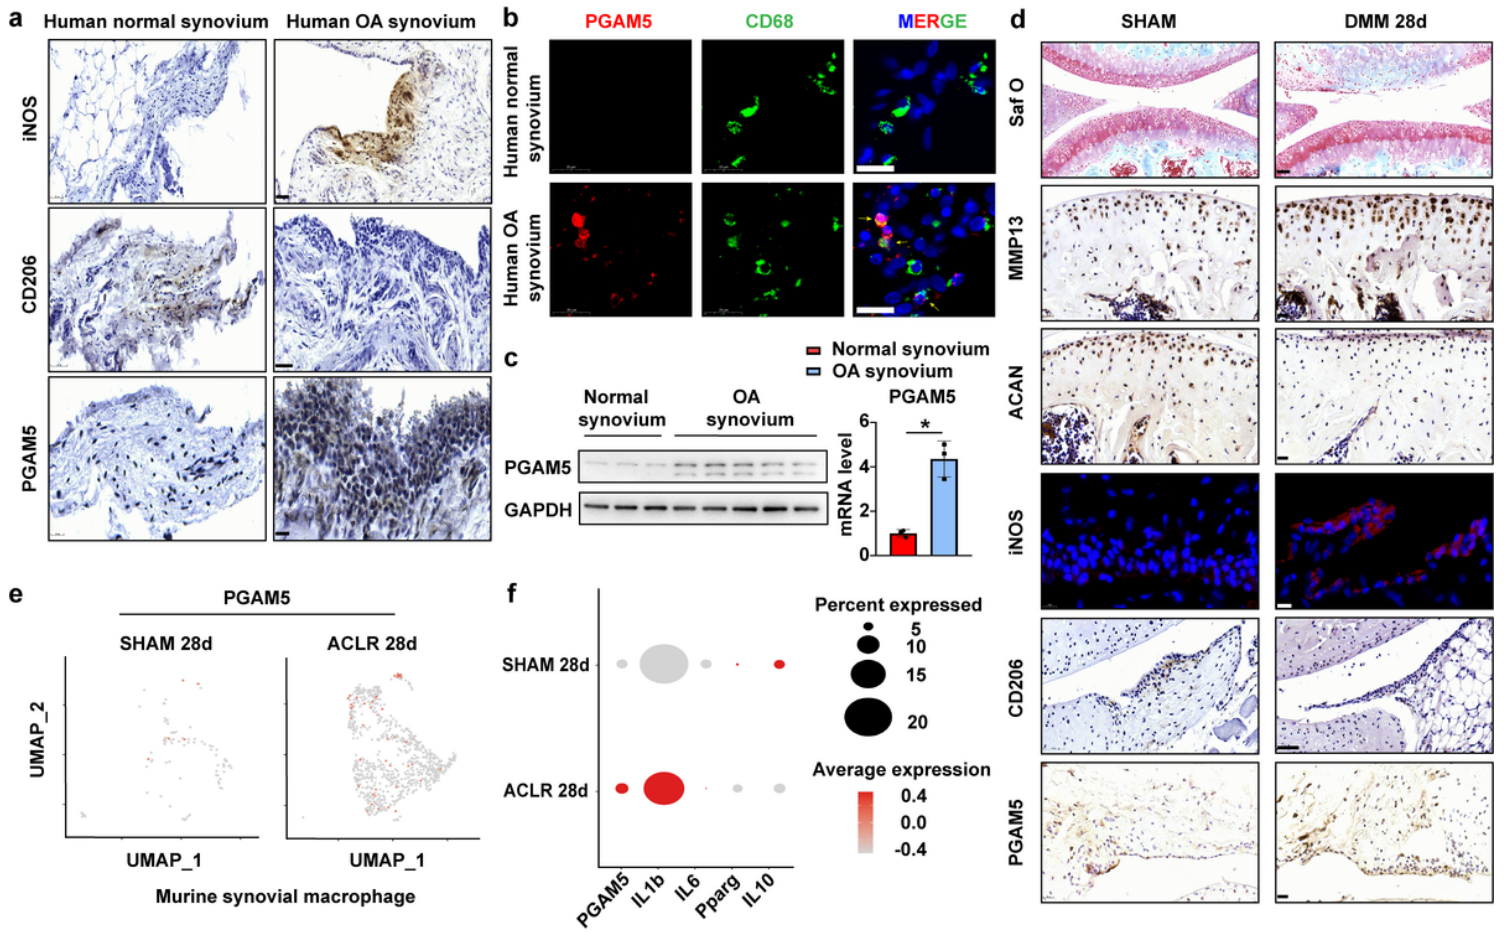 a
Human normal synovium
Human OA synovium
iNOS
CD206
PGAM5
b
PGAM5
CD68
MERGE
Human normal
synovium
Human OA
synovium
c
Normal synovium
OA synovium
Normal
synovium
OA
synovium
PGAM5
GAPDH
PGAM5
mRNA level
6
4
2
0
*
d
SHAM
DMM 28d
Saf O
MMP13
ACAN
iNOS
CD206
PGAM5
e
PGAM5
SHAM 28d
ACLR 28d
UMAP_2
UMAP_1
UMAP_1
Murine synovial macrophage
f
SHAM 28d
ACLR 28d
PGAM5
IL1b
IL6
Pparg
IL10
Percent expressed
5
10
15
20
Average expression
0.4
0.0
-0.4